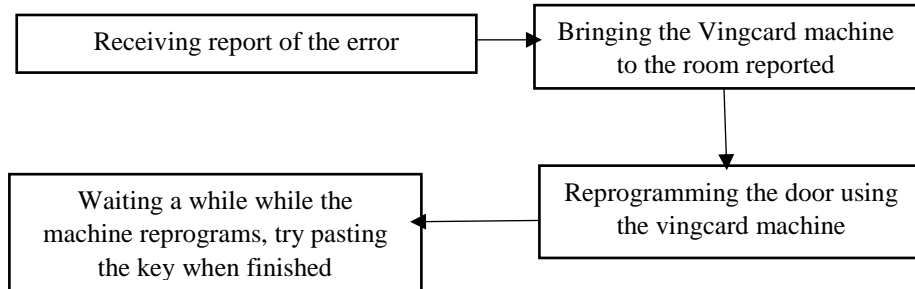 Receiving report of the error
Bringing the Vingcard machine
to the room reported
Reprogramming the door using
the vingcard machine
Waiting a while while the
machine reprograms, try pasting
the key when finished